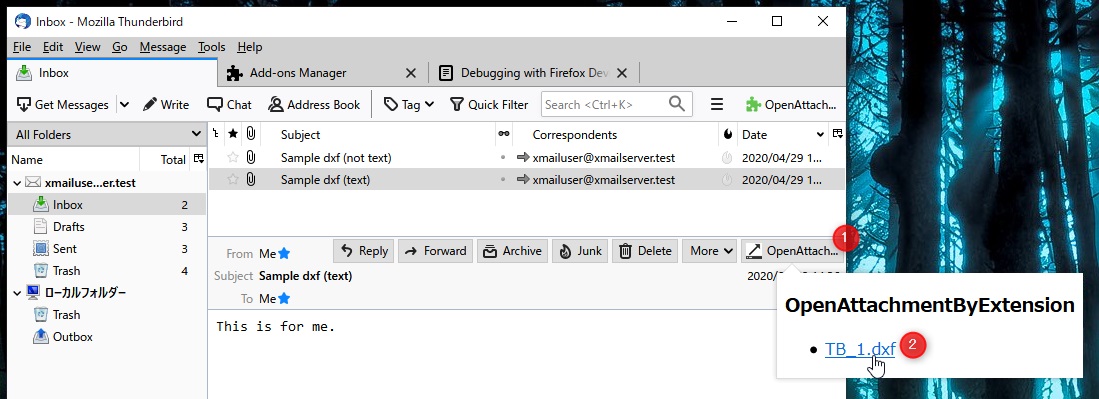 Inbox - Mozilla Thunderbird
File Edit View Go Message Tools Help
Inbox Add-ons Manager Debugging with Firefox Dev
Get Messages Write Chat Address Book Tag Quick Filter Search <Ctrl+K> OpenAttach...
All Folders
Name Total
xmailuse...er.test
Inbox 2
Drafts 3
Sent 3
Trash 4
ローカルフォルダー
Trash
Outbox
Subject Correspondents Date
Sample dxf (not text) xmailuser@xmailserver.test 2020/04/29 1...
Sample dxf (text) xmailuser@xmailserver.test 2020/04/29 1...
1
From Me Reply Forward Archive Junk Delete More OpenAttach...
Subject Sample dxf (text) 2020/
To Me
This is for me.
OpenAttachmentByExtension
• TB_1.dxf 2